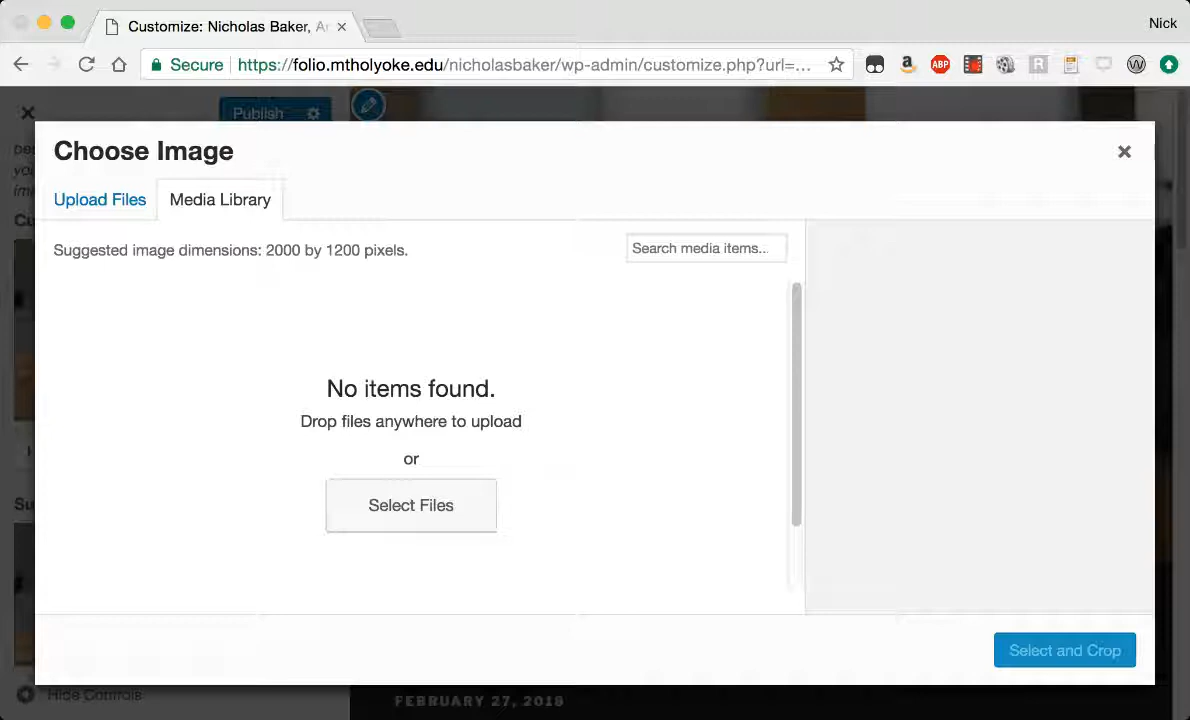 Customize: Nicholas Baker, Ar
Nick
Secure https://folio.mtholyoke.edu/nicholasbaker/wp-admin/customize.php?url=...
a ABP R W
Publish
Choose Image
Upload Files Media Library
Suggested image dimensions: 2000 by 1200 pixels.
Search media items...
No items found.
Drop files anywhere to upload
or
Select Files
Select and Crop
Hide Controls
FEBRUARY 27, 2018